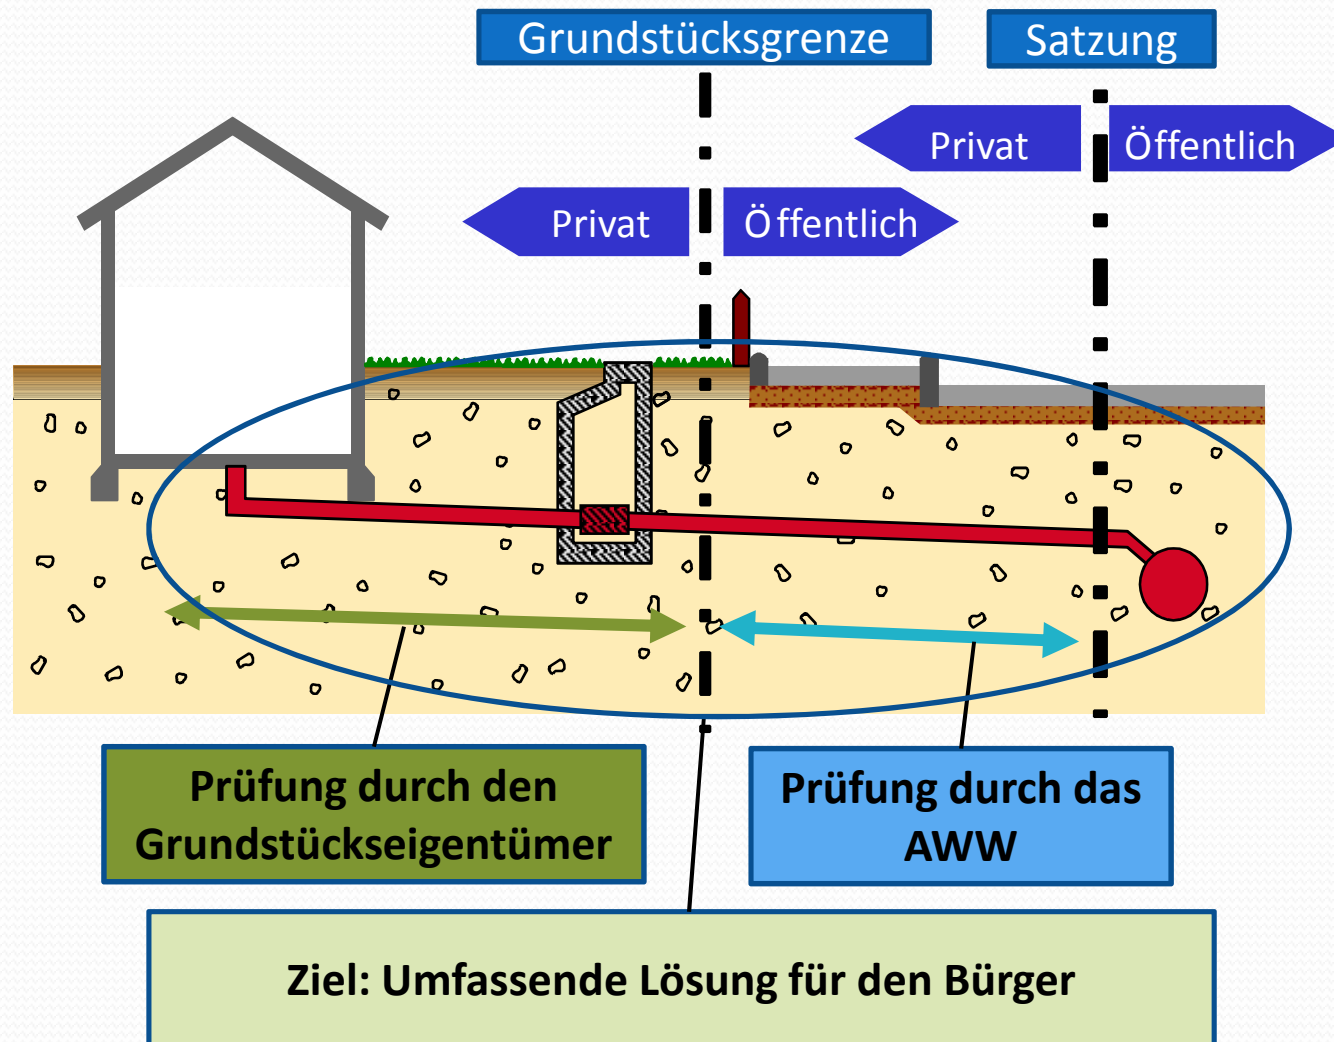 Grundstücksgrenze
Satzung
Privat
Öffentlich
Privat
Öffentlich
Prüfung durch den
Grundstückseigentümer
Prüfung durch das
AWW
Ziel: Umfassende Lösung für den Bürger